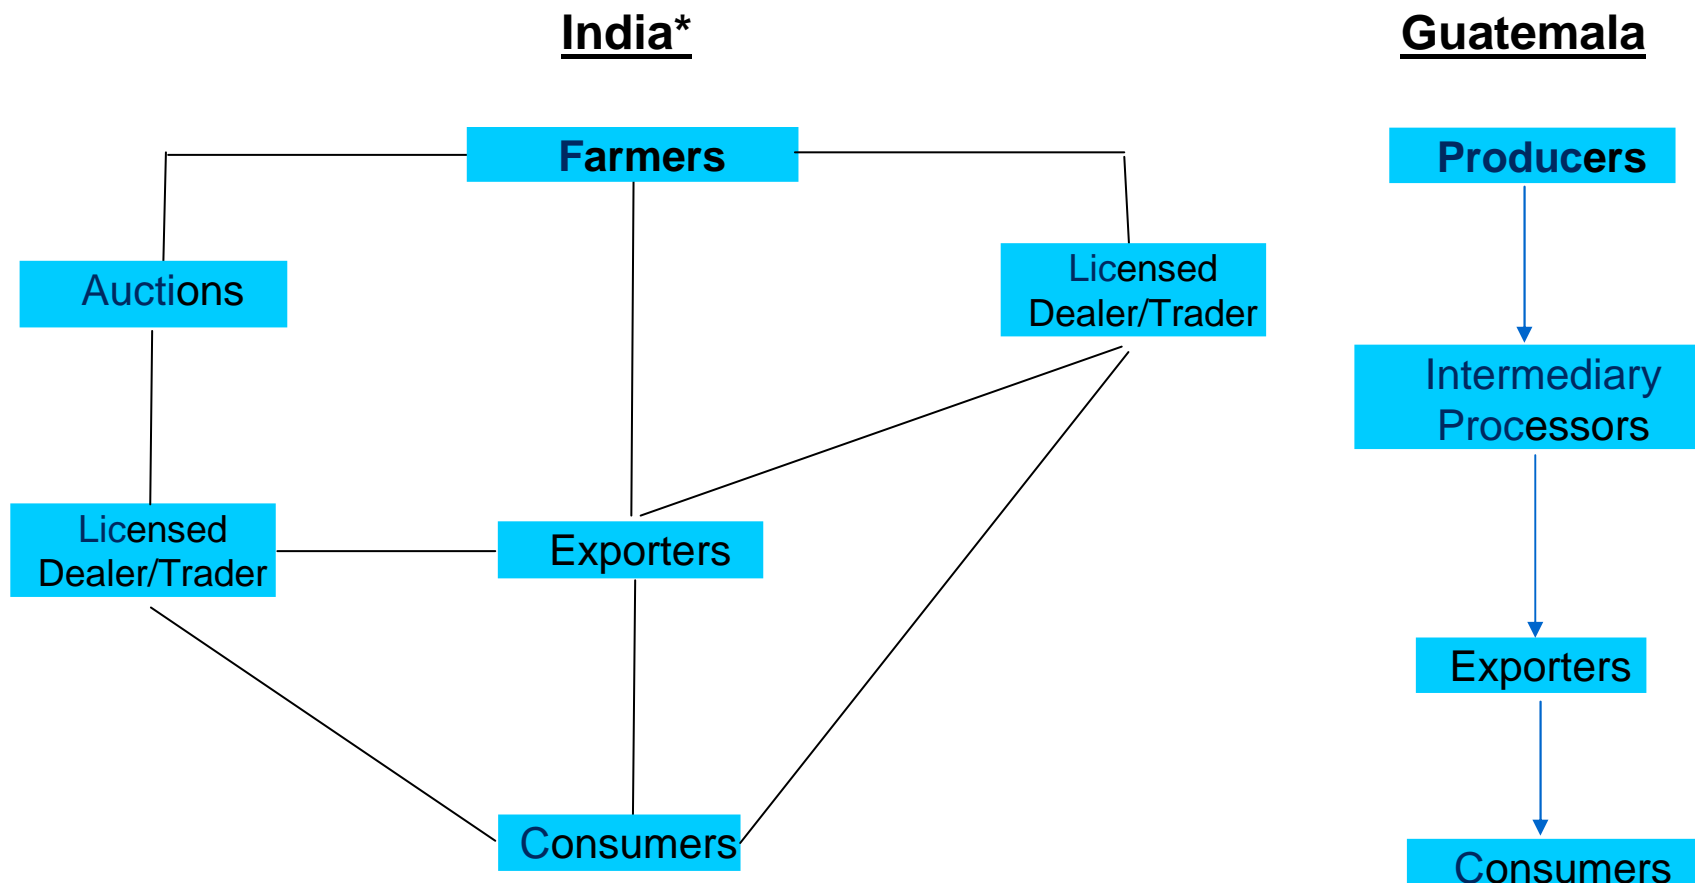 India*
Guatemala
Farmers
Producers
Auctions
Licensed
Dealer/Trader
Intermediary
Processors
Licensed
Dealer/Trader
Exporters
Exporters
Consumers
Consumers